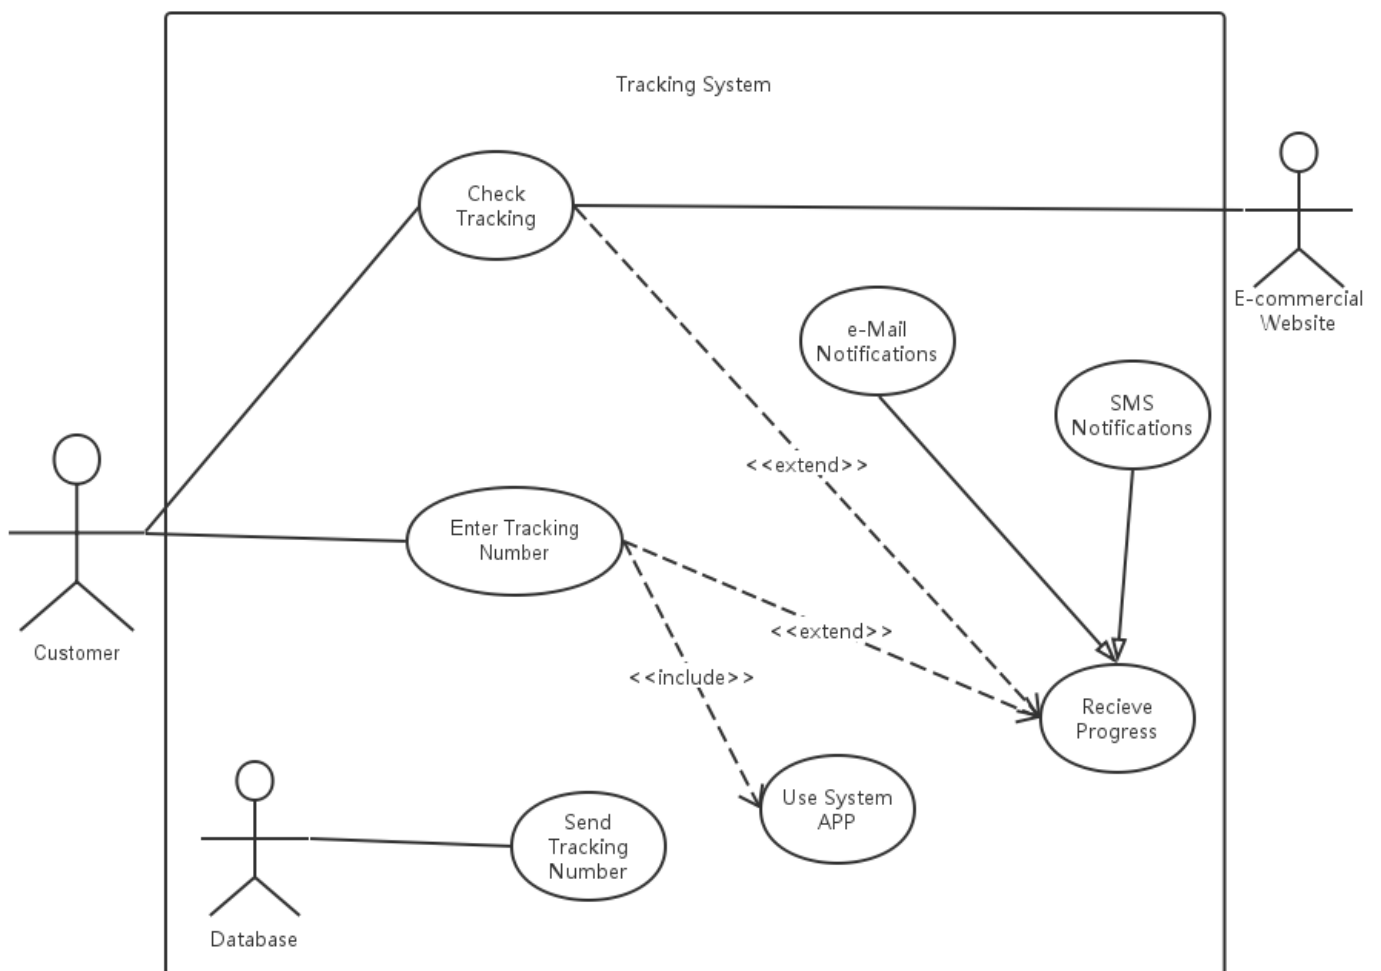 Tracking System
Check
Tracking
E-commercial
Website
e-Mail
Notifications
SMS
Notifications
<<extend>>
Enter Tracking
Number
Customer
<<extend>>
<<include>>
Recieve
Progress
Use System
APP
Send
Tracking
Number
Database